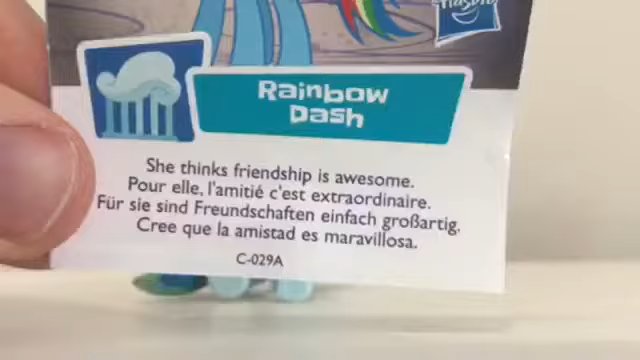 Hasbro
Rainbow
Dash
She thinks friendship is awesome.
Pour elle, l'amitié c'est extraordinaire.
Für sie sind Freundschaften einfach großartig.
Cree que la amistad es maravillosa.
C-029A